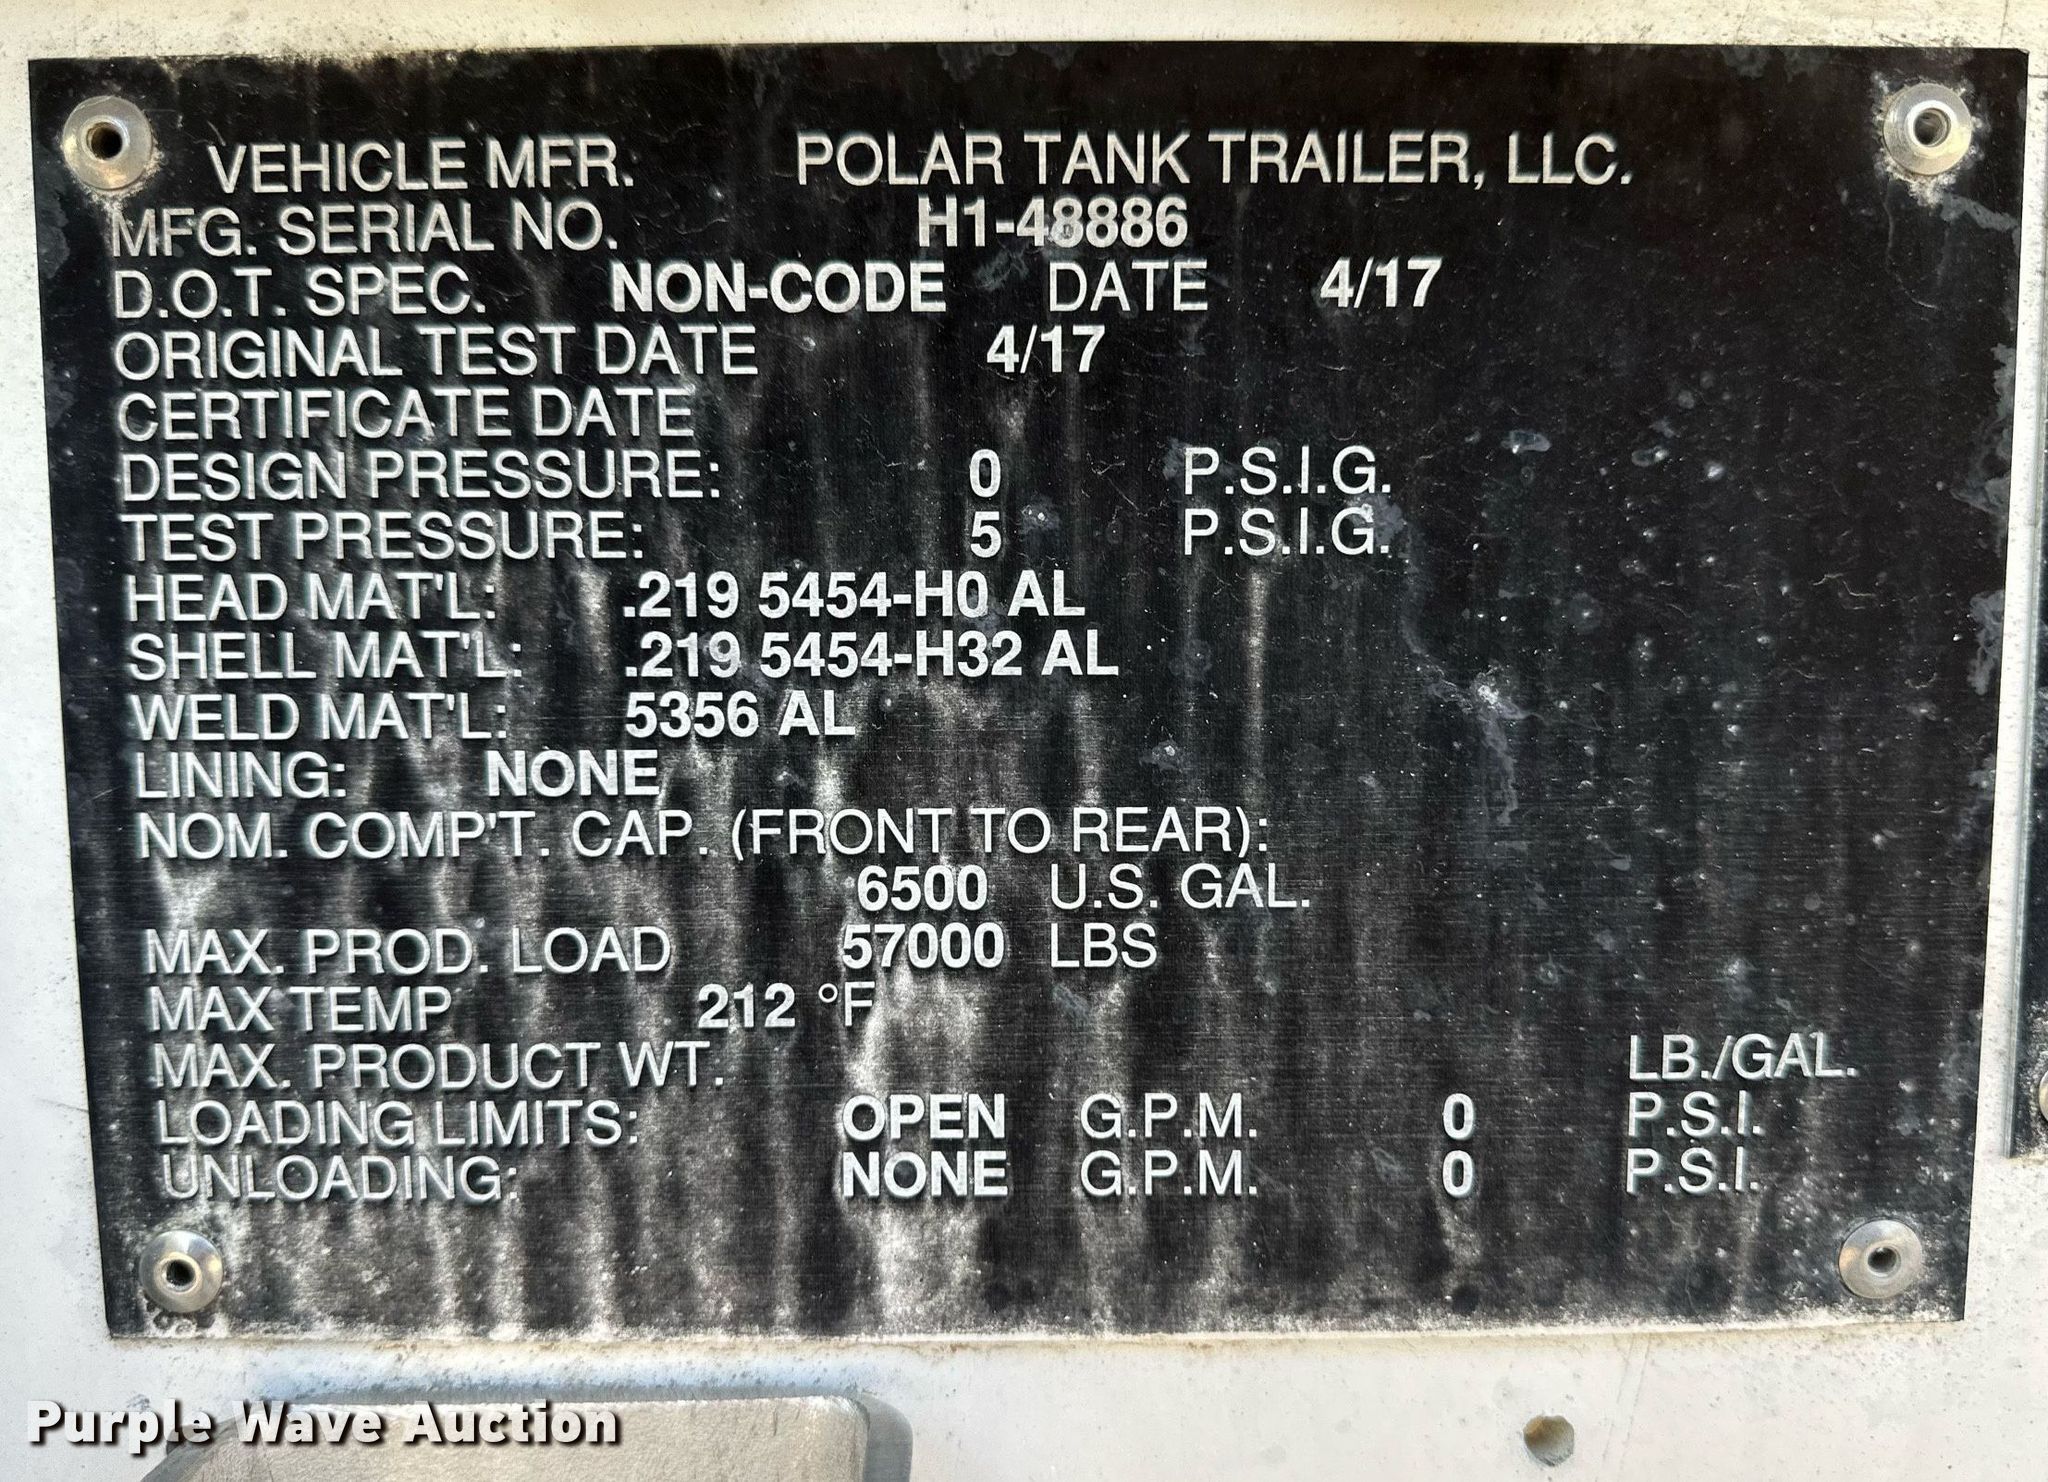 VEHICLE MFR. POLAR TANK TRAILER, LLC.
MFG. SERIAL NO. H1-48886
D.O.T. SPEC. NON-CODE DATE 4/17
ORIGINAL TEST DATE 4/17
CERTIFICATE DATE
DESIGN PRESSURE: 0 P.S.I.G.
TEST PRESSURE: 5 P.S.I.G.
HEAD MAT'L: .219 5454-H0 AL
SHELL MAT'L: .219 5454-H32 AL
WELD MAT'L: 5356 AL
LINING: NONE
NOM. COMP'T. CAP. (FRONT TO REAR):
6500 U.S. GAL.
MAX. PROD. LOAD 57000 LBS
MAX TEMP 212 °F
MAX. PRODUCT WT. LB./GAL.
LOADING LIMITS: OPEN G.P.M. 0 P.S.I.
UNLOADING: NONE G.P.M. 0 P.S.I.
Purple Wave Auction